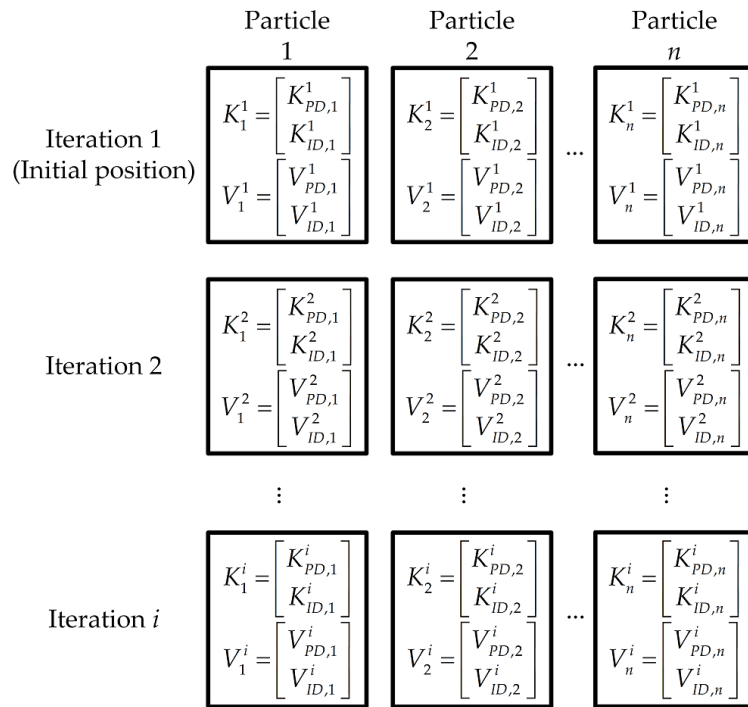 Particle 1 Particle 2 Particle n
Iteration 1 (Initial position)
K_1^1 = [K_{PD,1}^1 K_{ID,1}^1] K_2^1 = [K_{PD,2}^1 K_{ID,2}^1] ... K_n^1 = [K_{PD,n}^1 K_{ID,n}^1]
V_1^1 = [V_{PD,1}^1 V_{ID,1}^1] V_2^1 = [V_{PD,2}^1 V_{ID,2}^1] V_n^1 = [V_{PD,n}^1 V_{ID,n}^1]
Iteration 2
K_1^2 = [K_{PD,1}^2 K_{ID,1}^2] K_2^2 = [K_{PD,2}^2 K_{ID,2}^2] ... K_n^2 = [K_{PD,n}^2 K_{ID,n}^2]
V_1^2 = [V_{PD,1}^2 V_{ID,1}^2] V_2^2 = [V_{PD,2}^2 V_{ID,2}^2] V_n^2 = [V_{PD,n}^2 V_{ID,n}^2]
⋮ ⋮ ⋮
Iteration i
K_1^i = [K_{PD,1}^i K_{ID,1}^i] K_2^i = [K_{PD,2}^i K_{ID,2}^i] ... K_n^i = [K_{PD,n}^i K_{ID,n}^i]
V_1^i = [V_{PD,1}^i V_{ID,1}^i] V_2^i = [V_{PD,2}^i V_{ID,2}^i] V_n^i = [V_{PD,n}^i V_{ID,n}^i]